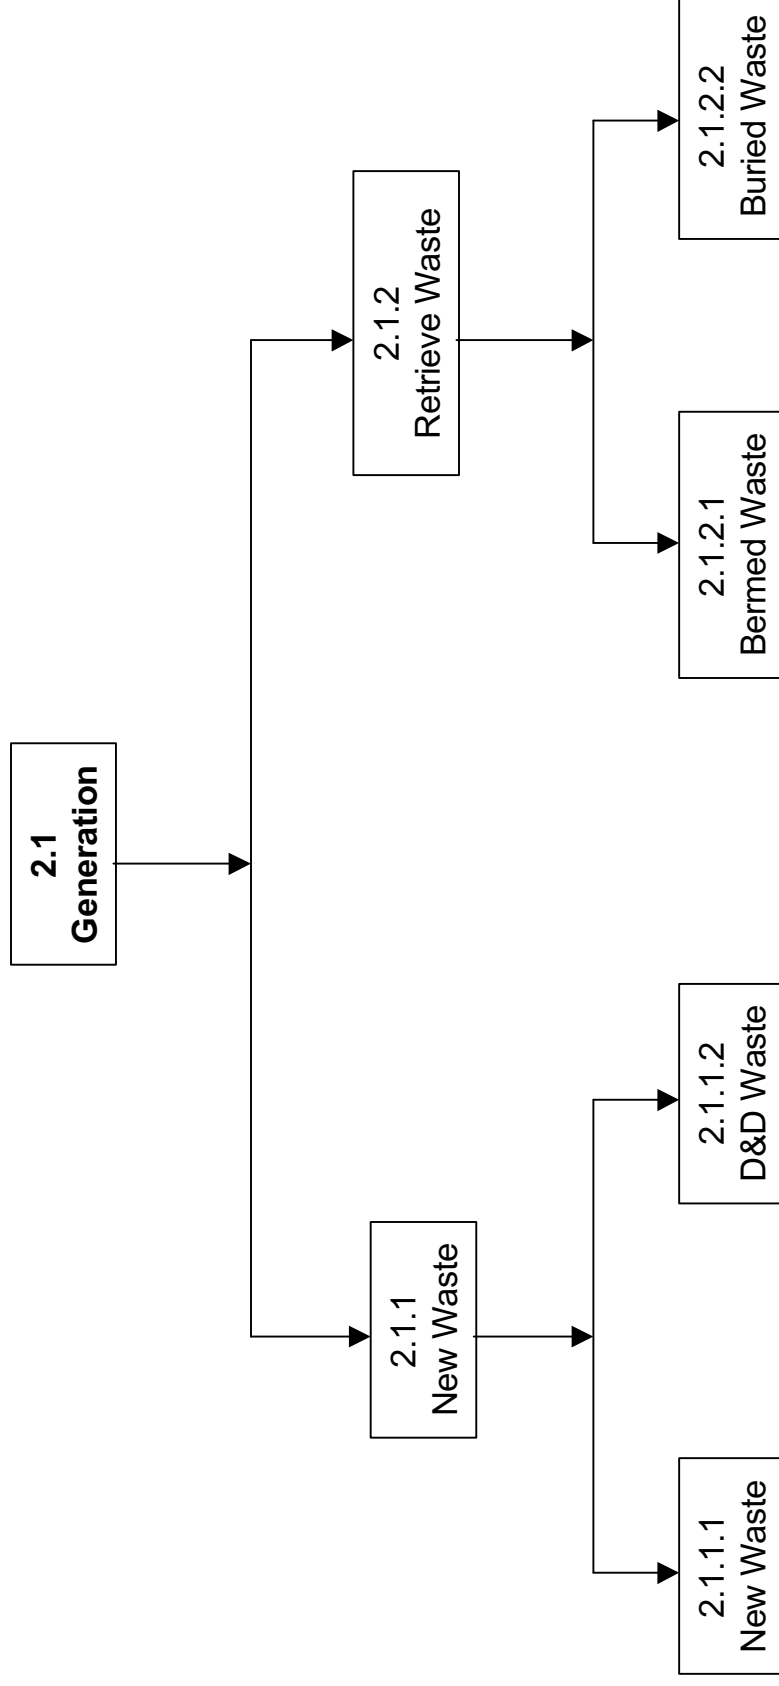 2.1
Generation
2.1.1
New Waste
2.1.2
Retrieve Waste
2.1.1.1
New Waste
2.1.1.2
D&D Waste
2.1.2.1
Bermed Waste
2.1.2.2
Buried Waste